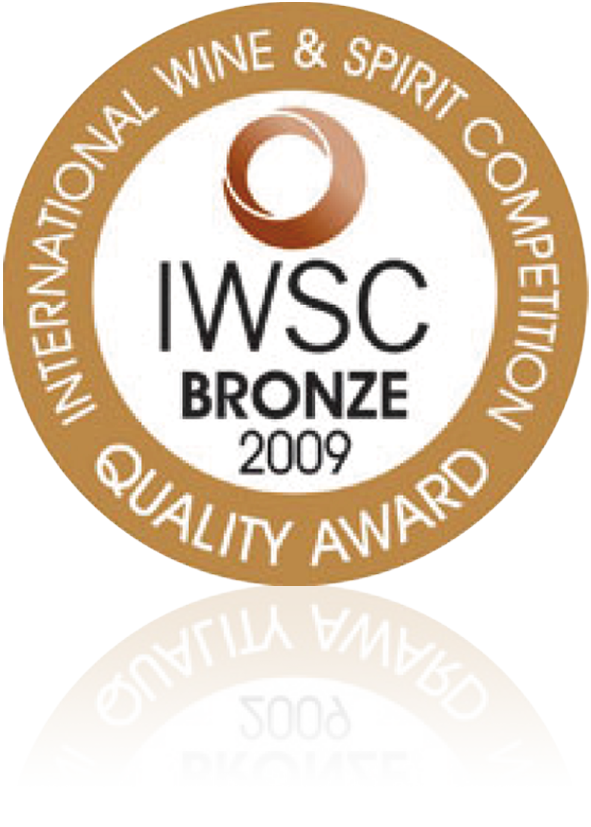 INTERNATIONAL WINE & SPIRIT COMPETITION
IWSC
BRONZE
2009
QUALITY AWARD